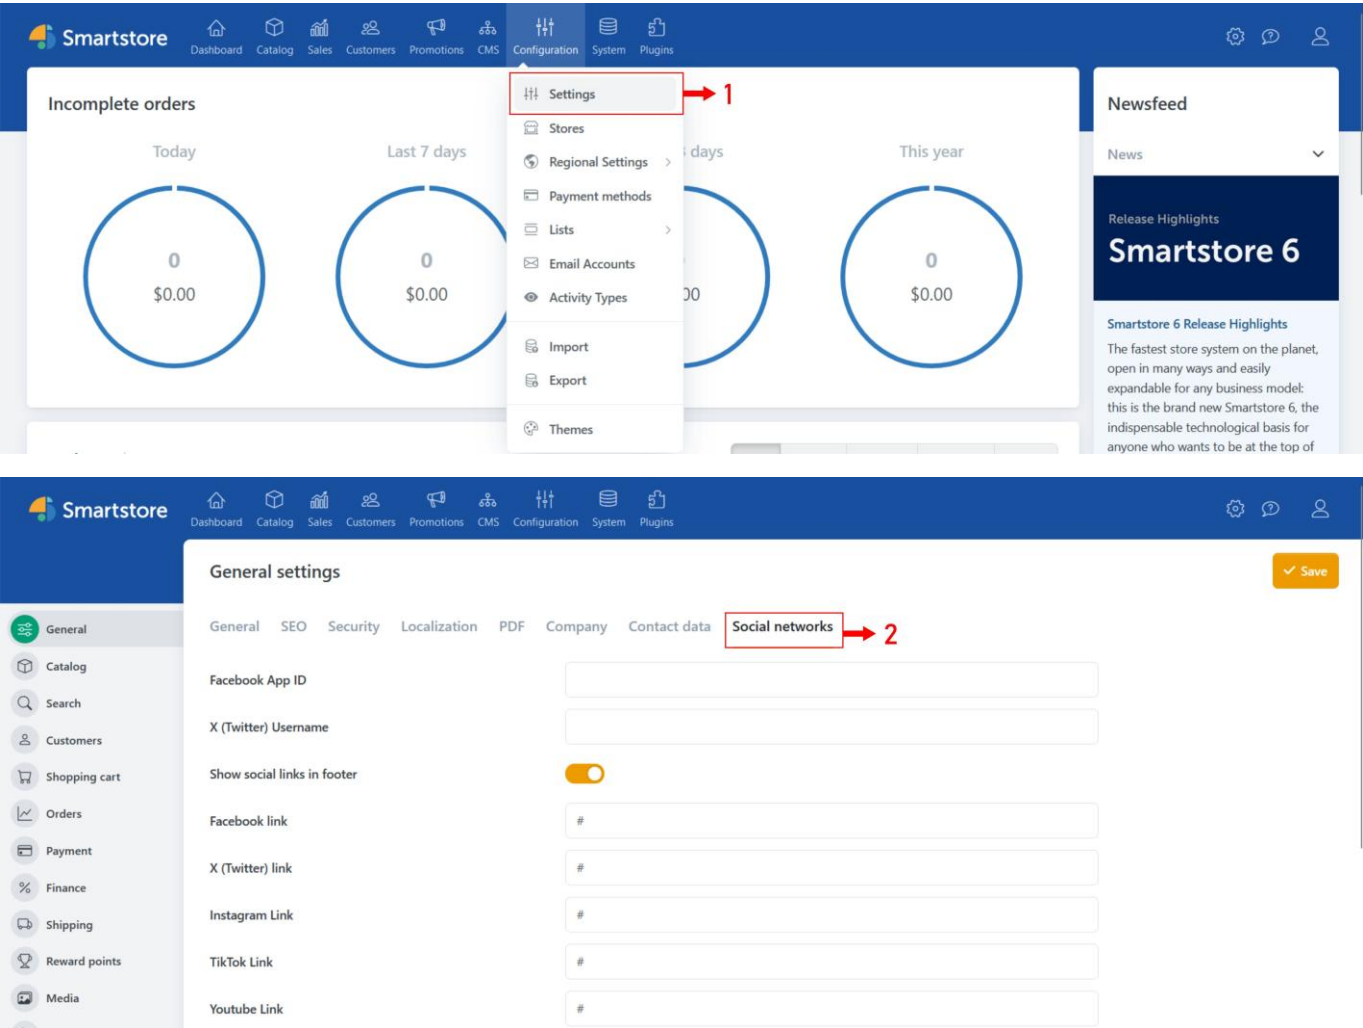 Smartstore
Dashboard Catalog Sales Customers Promotions CMS Configuration System Plugins
Incomplete orders
Today
0
$0.00
Last 7 days
0
$0.00
days
00
This year
0
$0.00
Settings
1
Stores
Regional Settings
Payment methods
Lists
Email Accounts
Activity Types
Import
Export
Themes
Newsfeed
News
Release Highlights
Smartstore 6
Smartstore 6 Release Highlights
The fastest store system on the planet,
open in many ways and easily
expandable for any business model:
this is the brand new Smartstore 6, the
indispensable technological basis for
anyone who wants to be at the top of
Smartstore
Dashboard Catalog Sales Customers Promotions CMS Configuration System Plugins
General settings
Save
General
Catalog
Search
Customers
Shopping cart
Orders
Payment
Finance
Shipping
Reward points
Media
General SEO Security Localization PDF Company Contact data Social networks
2
Facebook App ID
X (Twitter) Username
Show social links in footer
Facebook link #
X (Twitter) link #
Instagram Link #
TikTok Link #
Youtube Link #